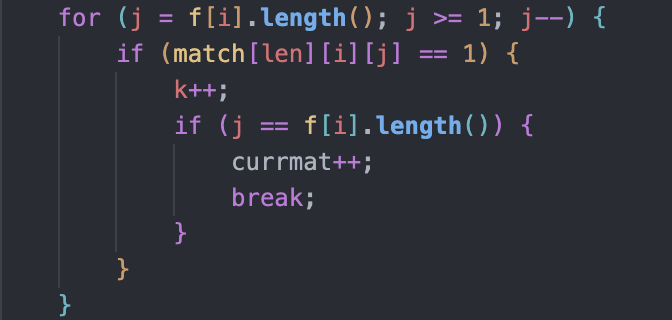 for (j = f[i].length(); j >= 1; j--) {
    if (match[len][i][j] == 1) {
        k++;
        if (j == f[i].length()) {
            currmat++;
            break;
        }
    }
}